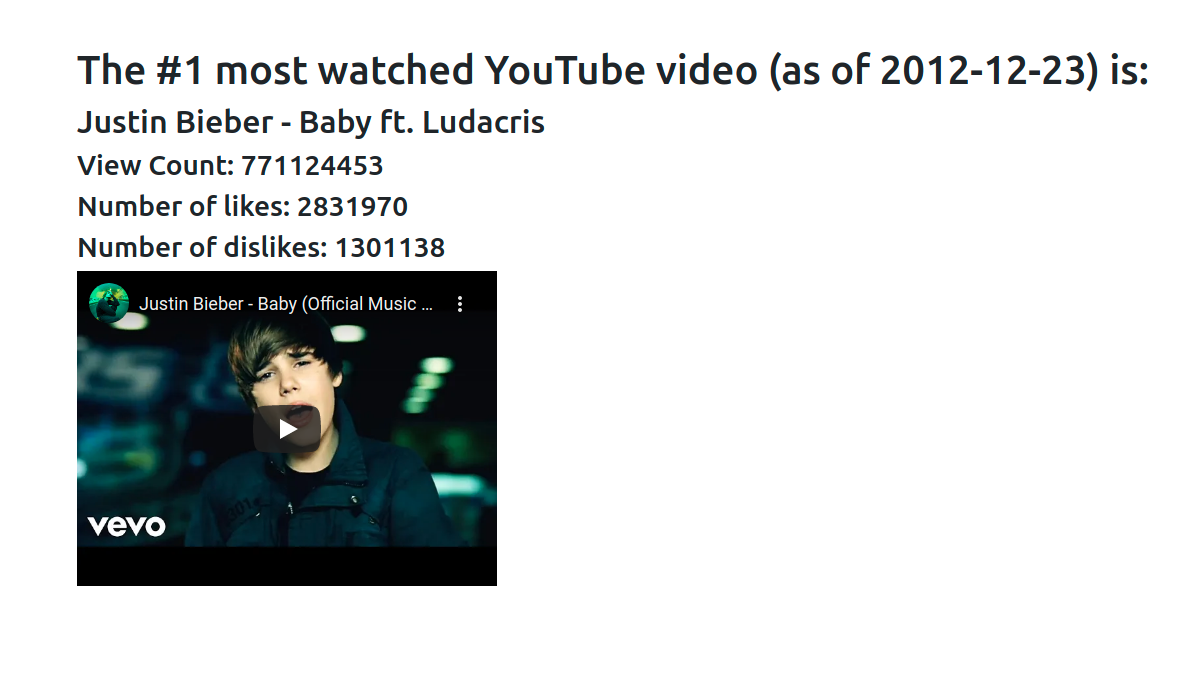 The #1 most watched YouTube video (as of 2012-12-23) is:
Justin Bieber - Baby ft. Ludacris
View Count: 771124453
Number of likes: 2831970
Number of dislikes: 1301138
Justin Bieber - Baby (Official Music ...
vevo